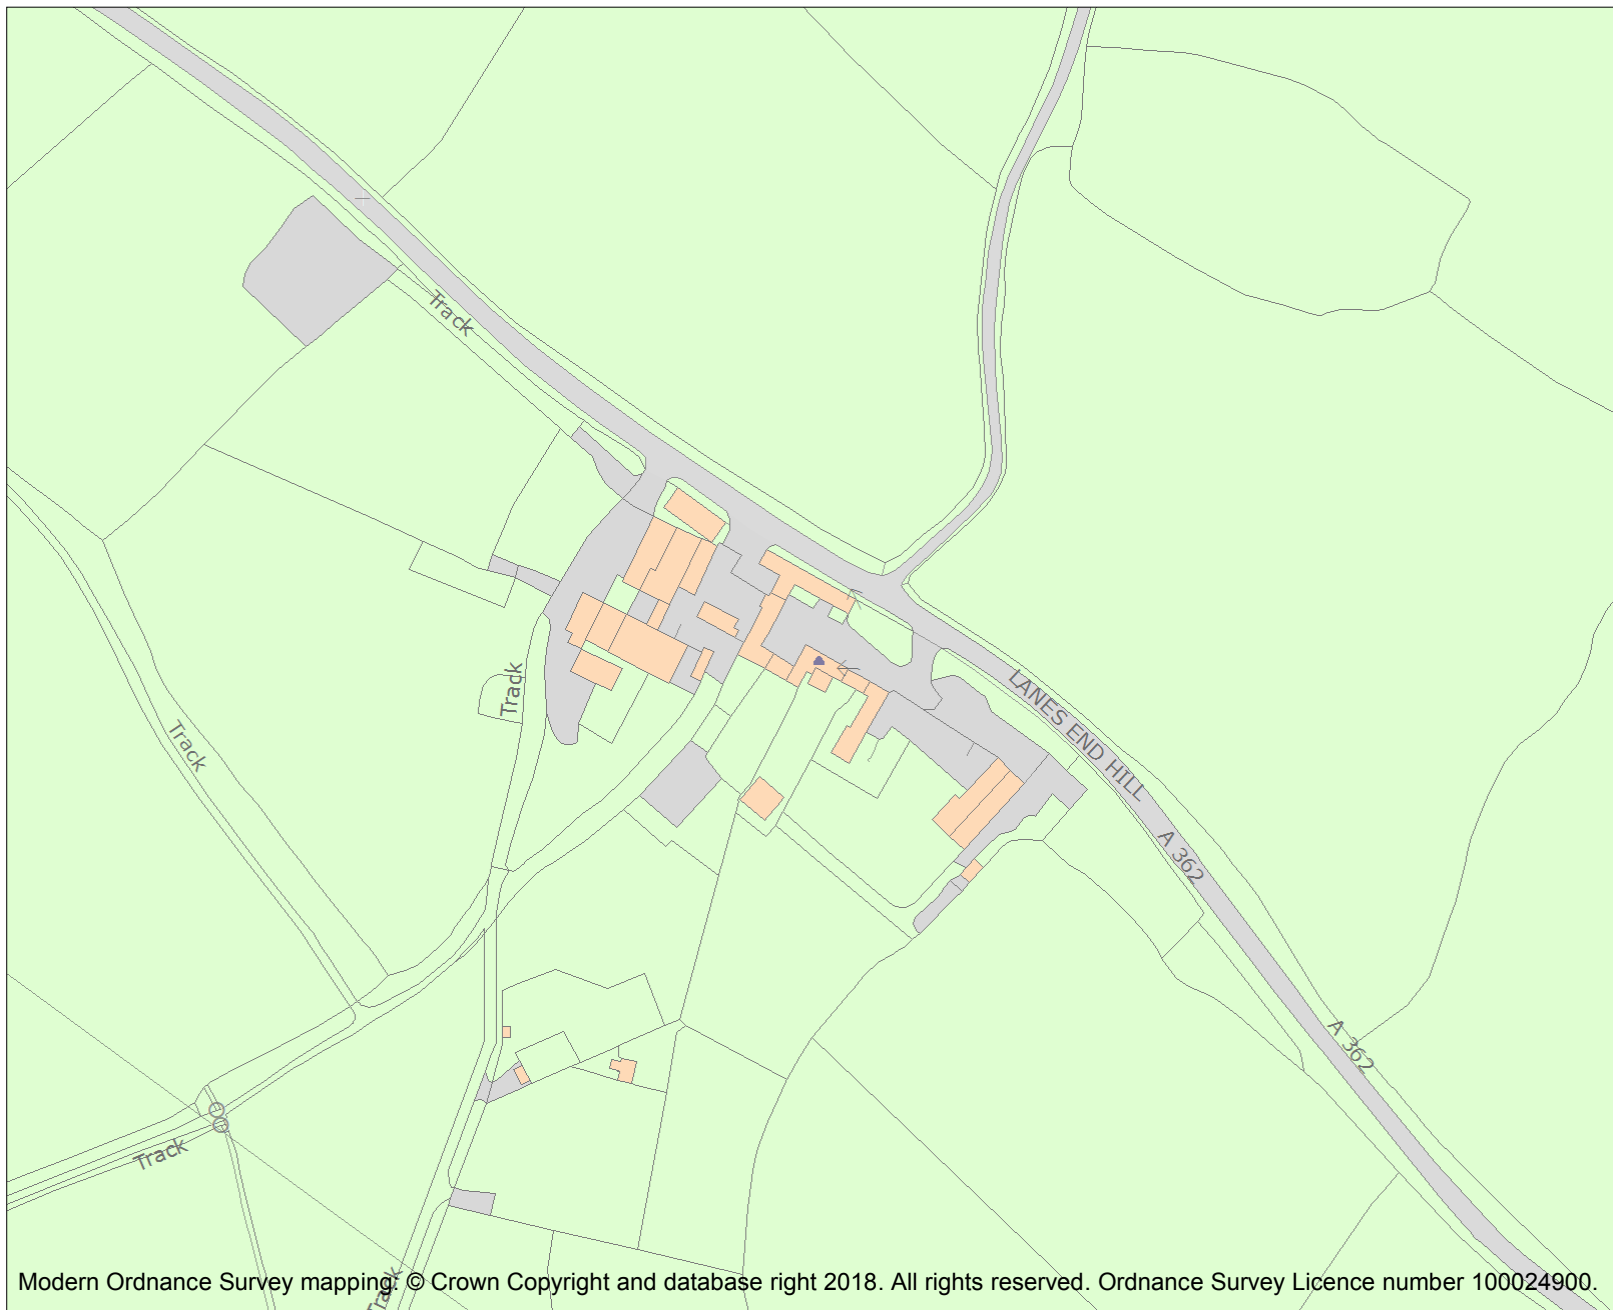 Track
Track
LANES END HILL
Track
A 362
A 362
Track
Track
Modern Ordnance Survey mapping: © Crown Copyright and database right 2018. All rights reserved. Ordnance Survey Licence number 100024900.